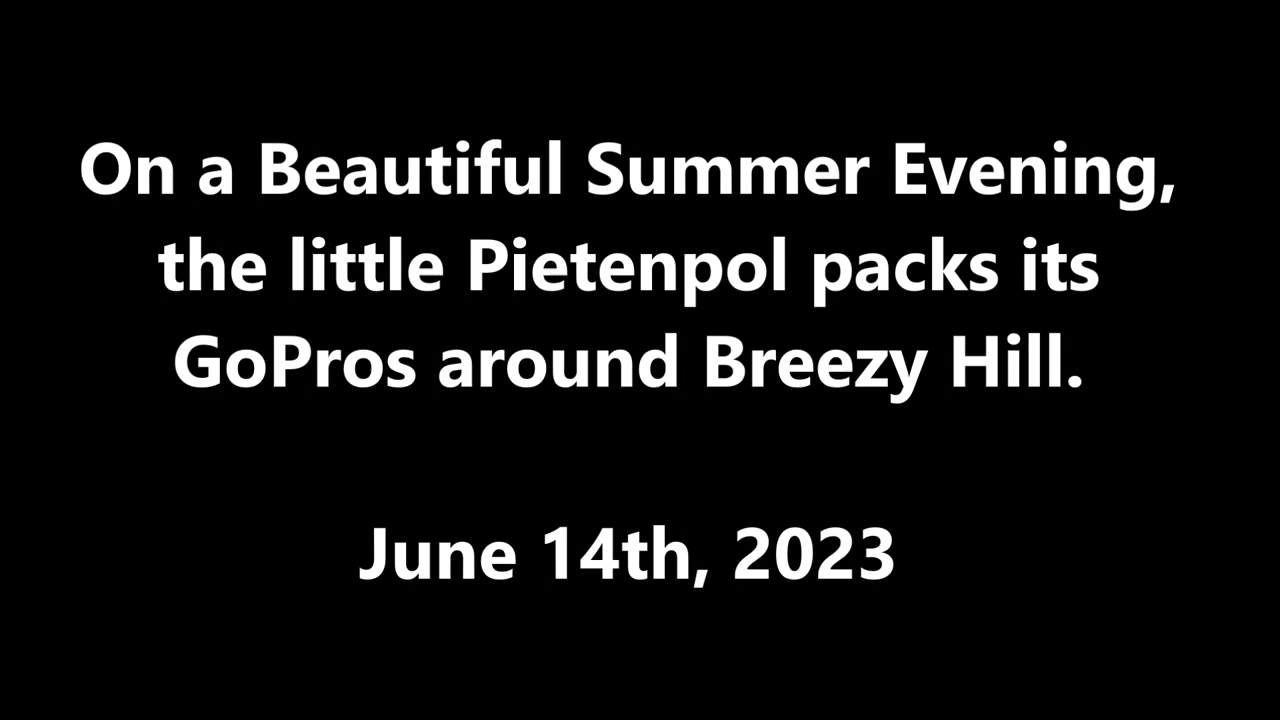 On a Beautiful Summer Evening,
the little Pietenpol packs its
GoPros around Breezy Hill.
June 14th, 2023